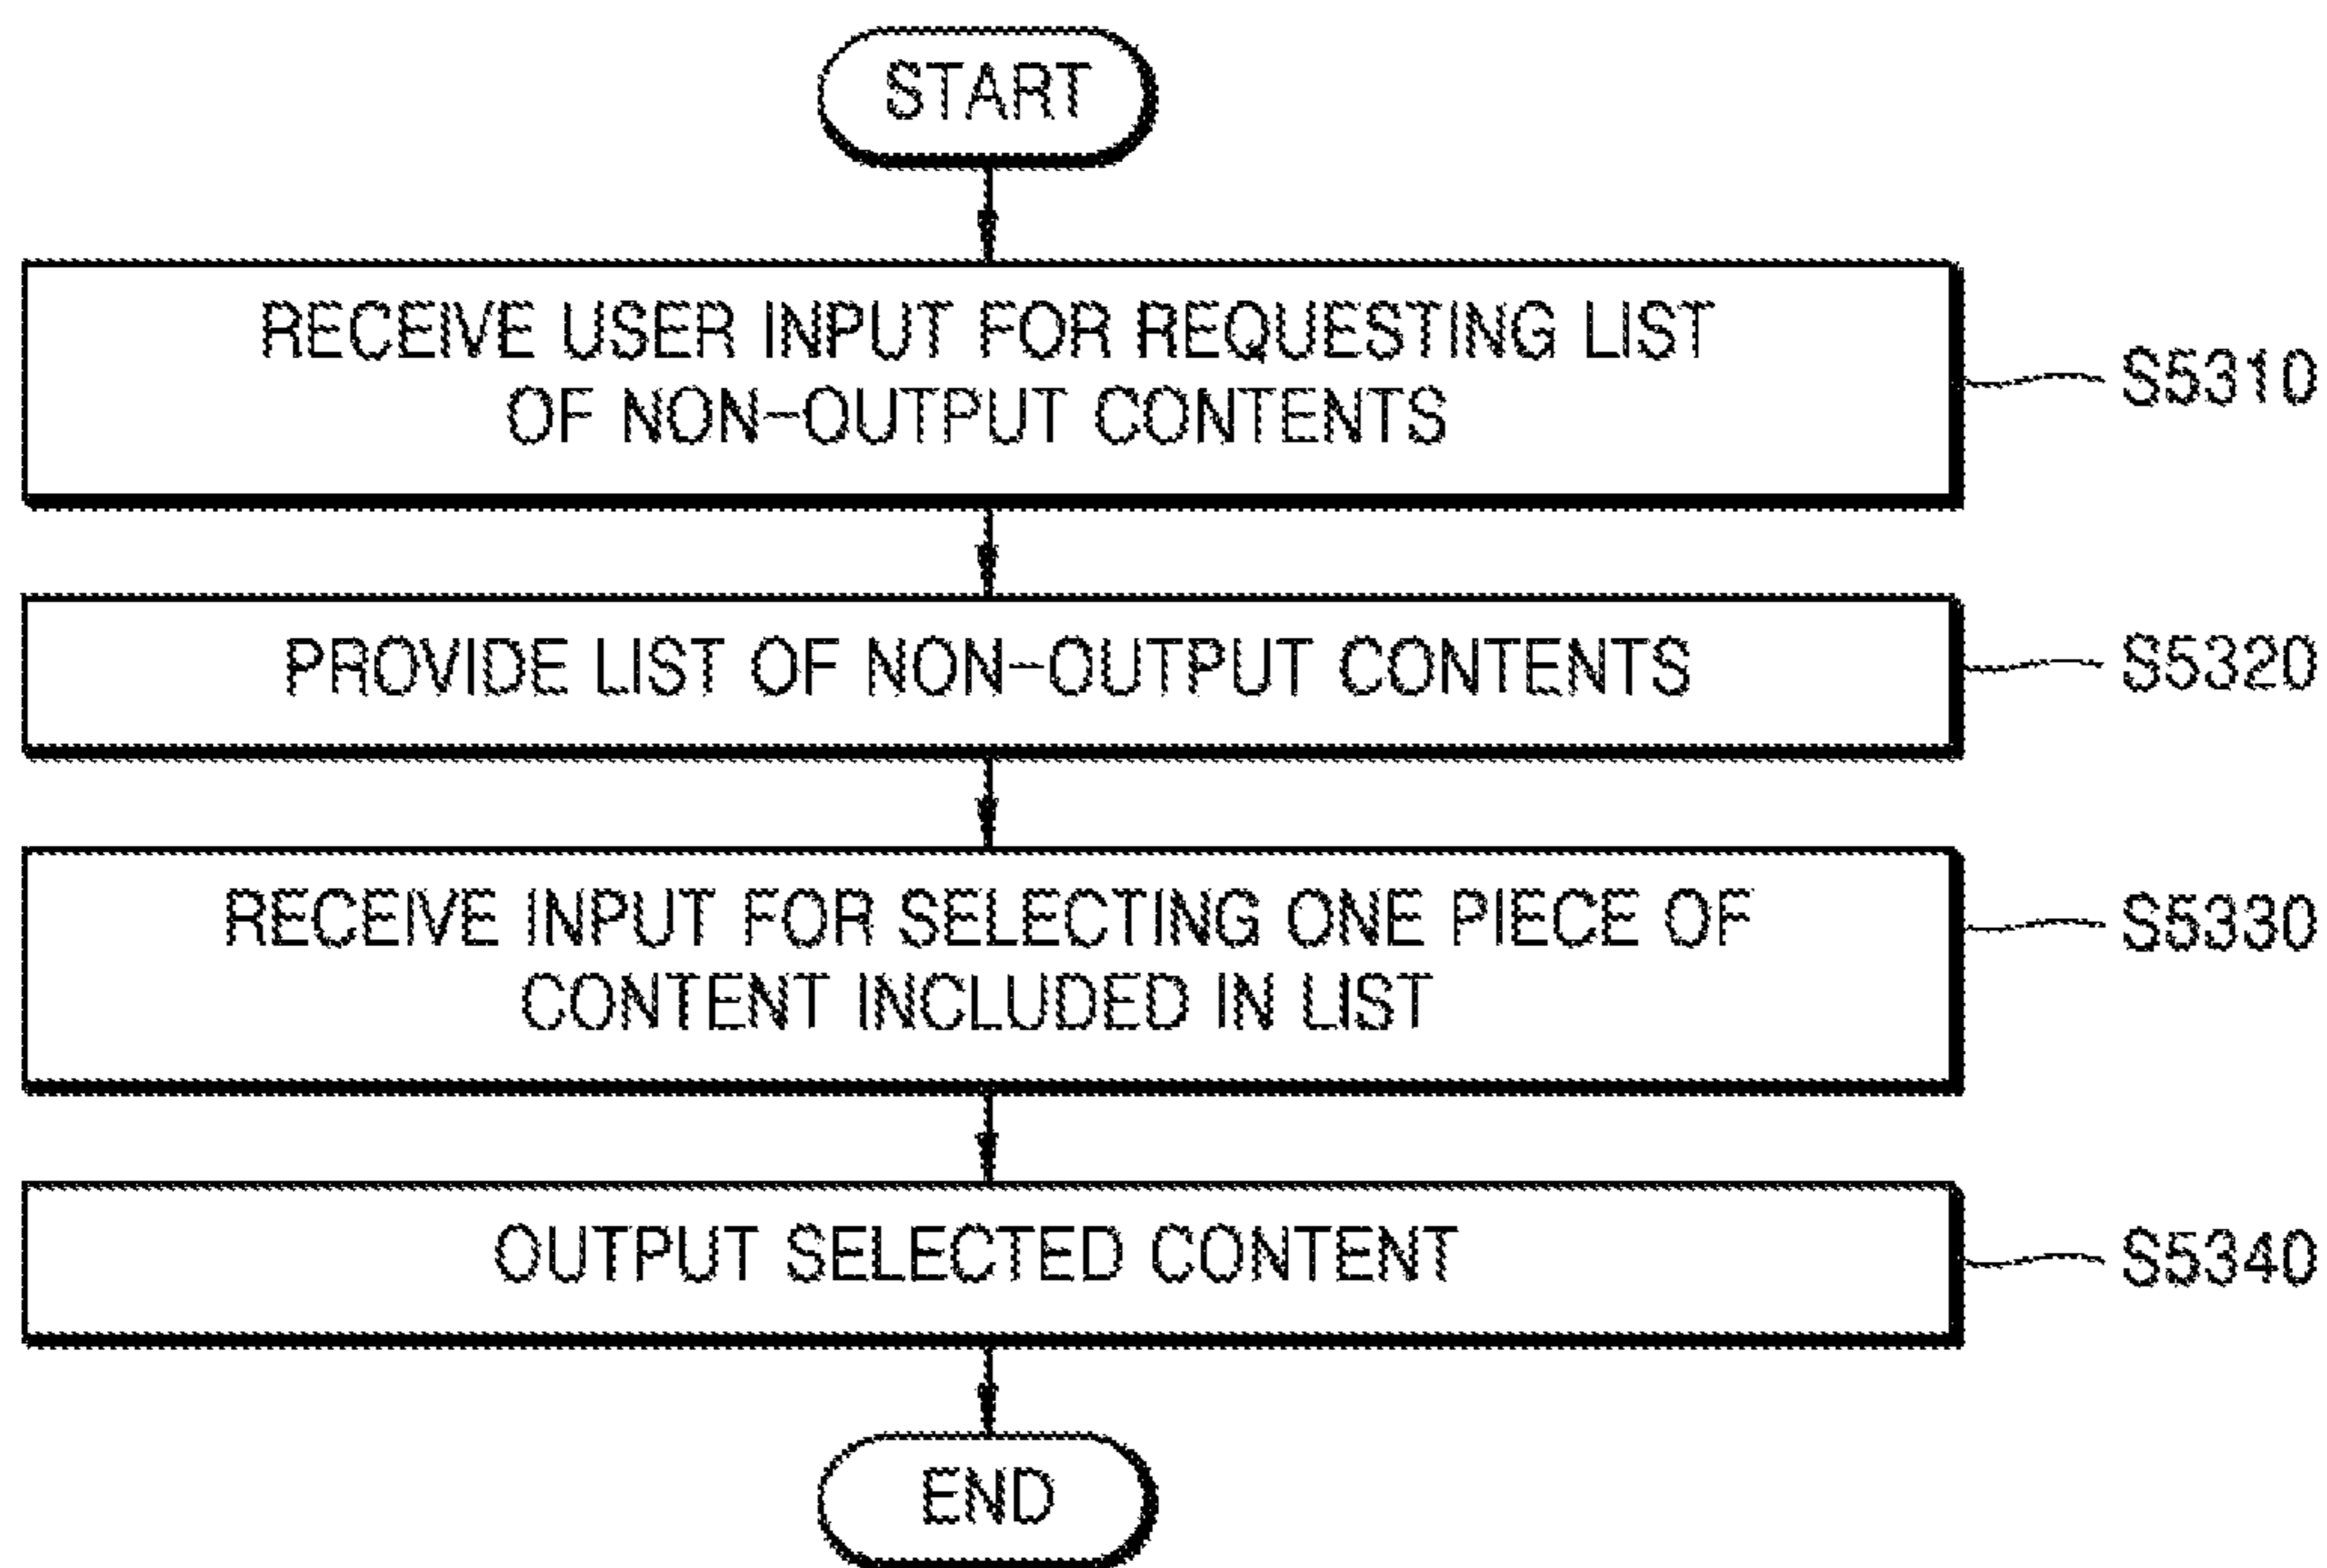 START
RECEIVE USER INPUT FOR REQUESTING LIST
OF NON-OUTPUT CONTENTS
S5310
PROVIDE LIST OF NON-OUTPUT CONTENTS
S5320
RECEIVE INPUT FOR SELECTING ONE PIECE OF
CONTENT INCLUDED IN LIST
S5330
OUTPUT SELECTED CONTENT
S5340
END